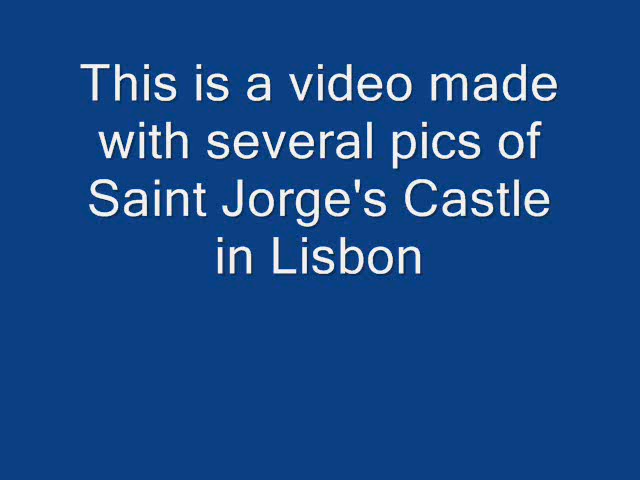 This is a video made
with several pics of
Saint Jorge's Castle
in Lisbon